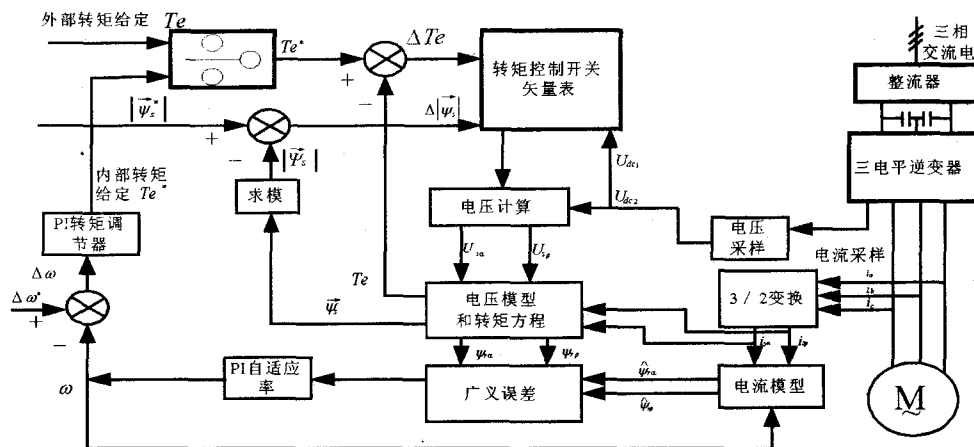 外部转矩给定 Te
Te*
ΔTe
转矩控制开关
矢量表
三相
交流电
整流器
|ψs*|
Δ|ψs|
|Ψs|
三电平逆变器
内部转矩
给定 Te*
求模
Udc1
Udc2
电压计算
电压
采样
PI转矩调
节器
电流采样
Usα
Usβ
Δω
Te
3 / 2变换
ia
ib
ic
Δω*
电压模型
和转矩方程
ψs
isα
isβ
ψsα
ψsβ
PI自适应
率
广义误差
电流模型
M
~
ω